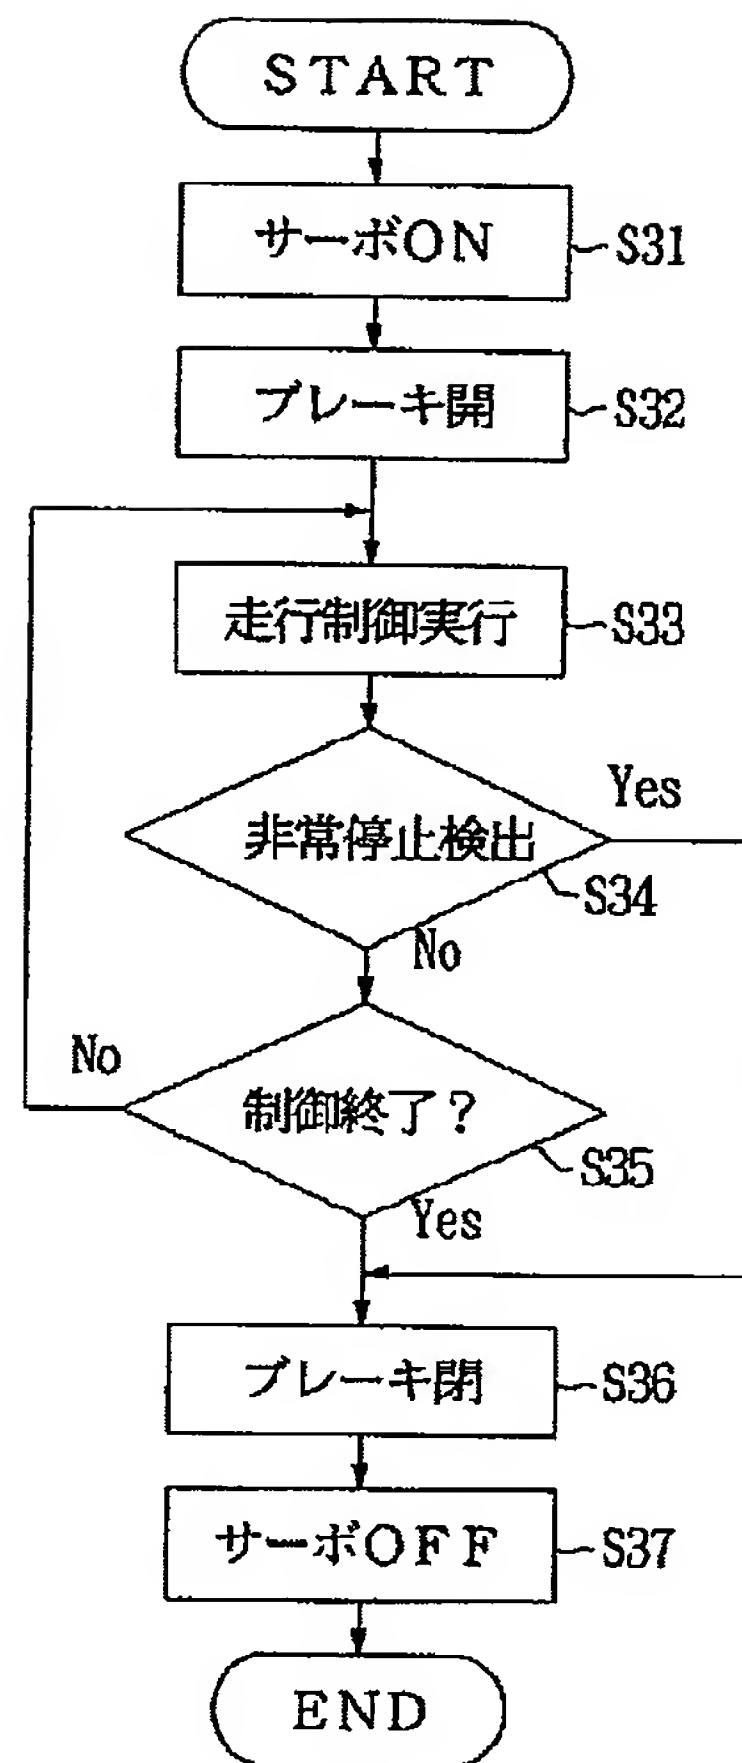 START
サーボON
S31
ブレーキ開
S32
走行制御実行
S33
Yes
非常停止検出
S34
No
No
制御終了?
S35
Yes
ブレーキ閉
S36
サーボOFF
S37
END